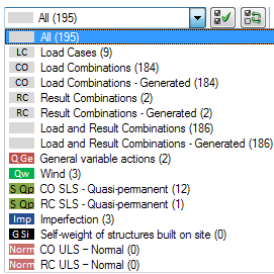 All (195)
All (195)
LC Load Cases (9)
CO Load Combinations (184)
CO Load Combinations - Generated (184)
RC Result Combinations (2)
RC Result Combinations - Generated (2)
Load and Result Combinations (186)
Load and Result Combinations - Generated (186)
Q Ge General variable actions (2)
Qw Wind (3)
S Qp CO SLS - Quasi-permanent (12)
S Qp RC SLS - Quasi-permanent (1)
Imp Imperfection (3)
G Si Self-weight of structures built on site (0)
Norm CO ULS – Normal (0)
Norm RC ULS – Normal (0)